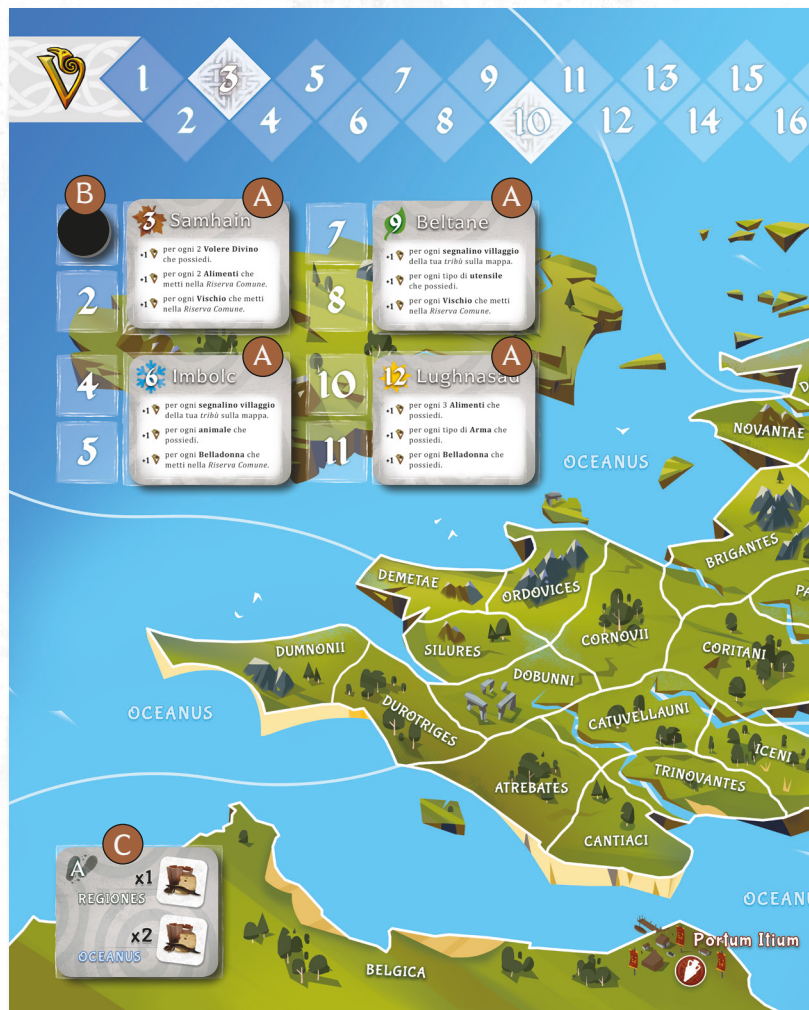 V
1
3
5
7
9
11
13
15
2
4
6
8
10
12
14
16
B
A
3 Samhain
+1 per ogni 2 Volere Divino
che possiedi.
+1 per ogni 2 Alimenti che
metti nella Riserva Comune.
+1 per ogni Vischio che metti
nella Riserva Comune.
2
7
8
A
9 Beltane
+1 per ogni segnalino villaggio
della tua tribù sulla mappa.
+1 per ogni tipo di utensile
che possiedi.
+1 per ogni Vischio che metti
nella Riserva Comune.
4
5
A
6 Imbolc
+1 per ogni segnalino villaggio
della tua tribù sulla mappa.
+1 per ogni animale che
possiedi.
+1 per ogni Belladonna che
metti nella Riserva Comune.
10
11
A
12 Lughnasad
+1 per ogni 3 Alimenti che
possiedi.
+1 per ogni tipo di Arma che
possiedi.
+1 per ogni Belladonna che
possiedi.
NOVANTAE
OCEANUS
BRIGANTES
DEMETAE
ORDOVICES
PA
CORNOVII
DUMNONII
SILURES
CORITANI
DOBUNNI
OCEANUS
DUROTRIGES
CATUVELLAUNI
ICENI
TRINOVANTES
ATREBATES
CANTIACI
C
A
x1
REGIONES
x2
OCEANUS
OCEANU
Portum Itium
BELGICA